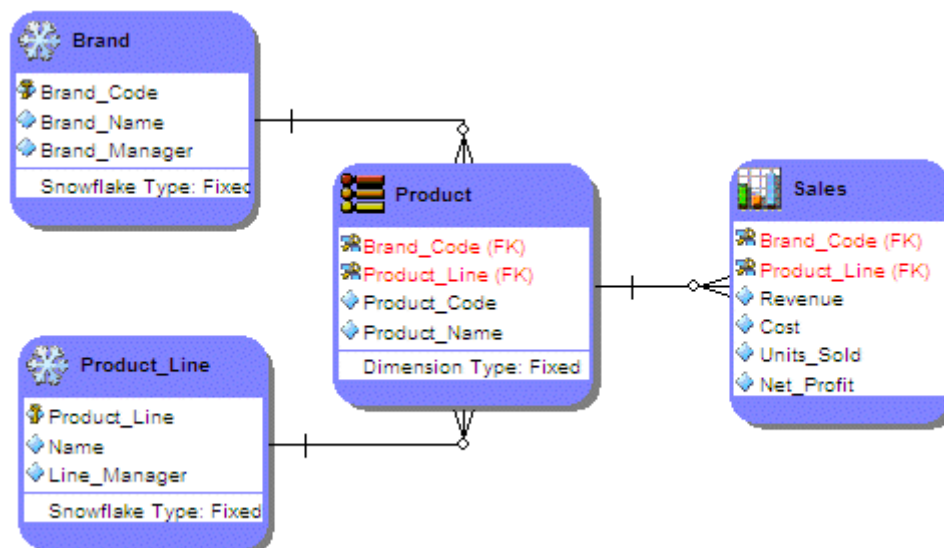 Brand
Brand_Code
Brand_Name
Brand_Manager
Snowflake Type: Fixed
Product_Line
Product_Line
Name
Line_Manager
Snowflake Type: Fixed
Product
Brand_Code (FK)
Product_Line (FK)
Product_Code
Product_Name
Dimension Type: Fixed
Sales
Brand_Code (FK)
Product_Line (FK)
Revenue
Cost
Units_Sold
Net_Profit